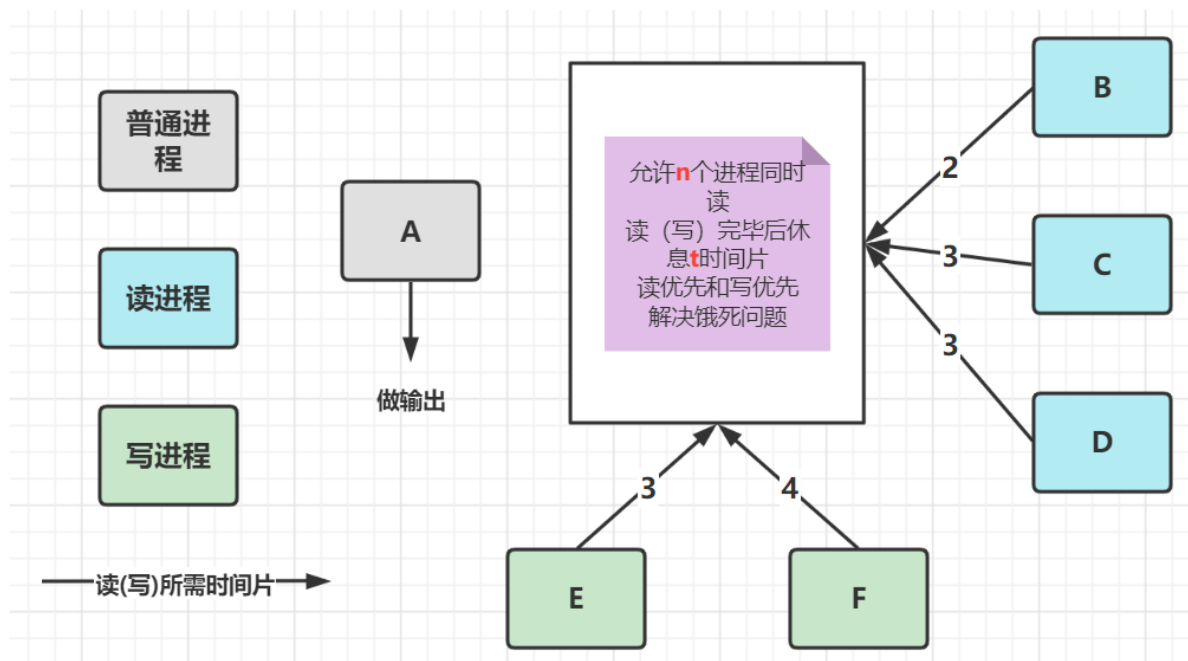 普通进
程
读进程
写进程
读(写)所需时间片
A
做输出
允许n个进程同时
读
读（写）完毕后休
息t时间片
读优先和写优先
解决饿死问题
B
2
C
3
D
3
E
3
F
4